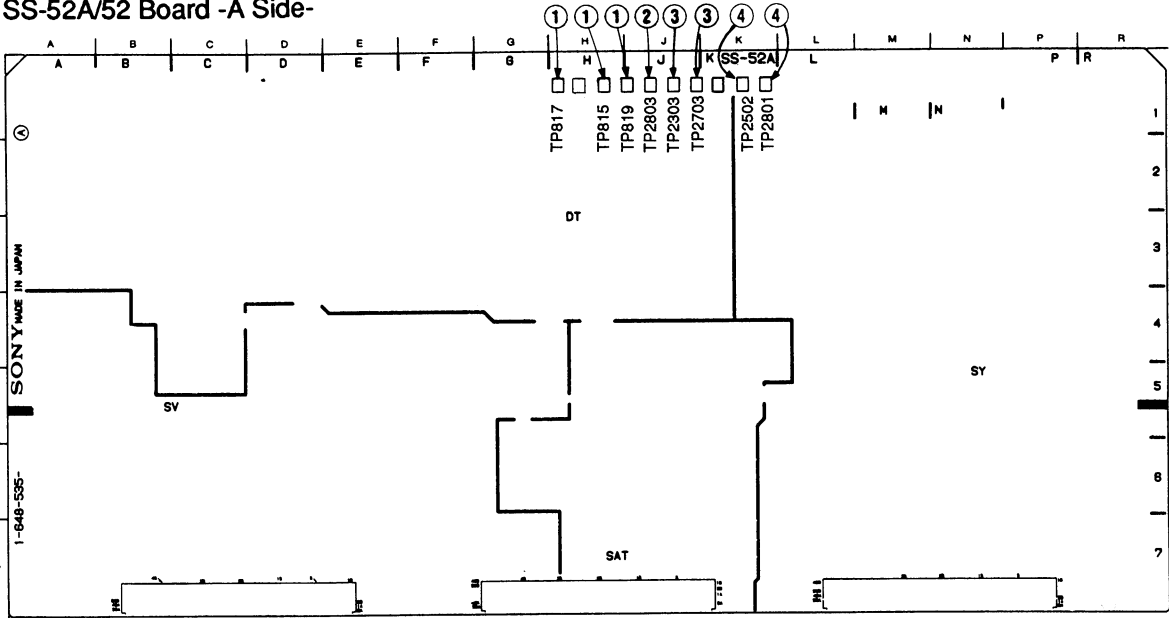 SS-52A/52 Board -A Side-
1 1 1 2 3 3 4 4
A B C D E F G H J K L M N P R
A B C D E F G H J K SS-52A L P R
TP817 TP815 TP819 TP2803 TP2303 TP2703 TP2502 TP2801
M N
1
A
2
DT
3
SONY MADE IN JAPAN
4
SY
5
SV
6
1-648-535-
7
SAT